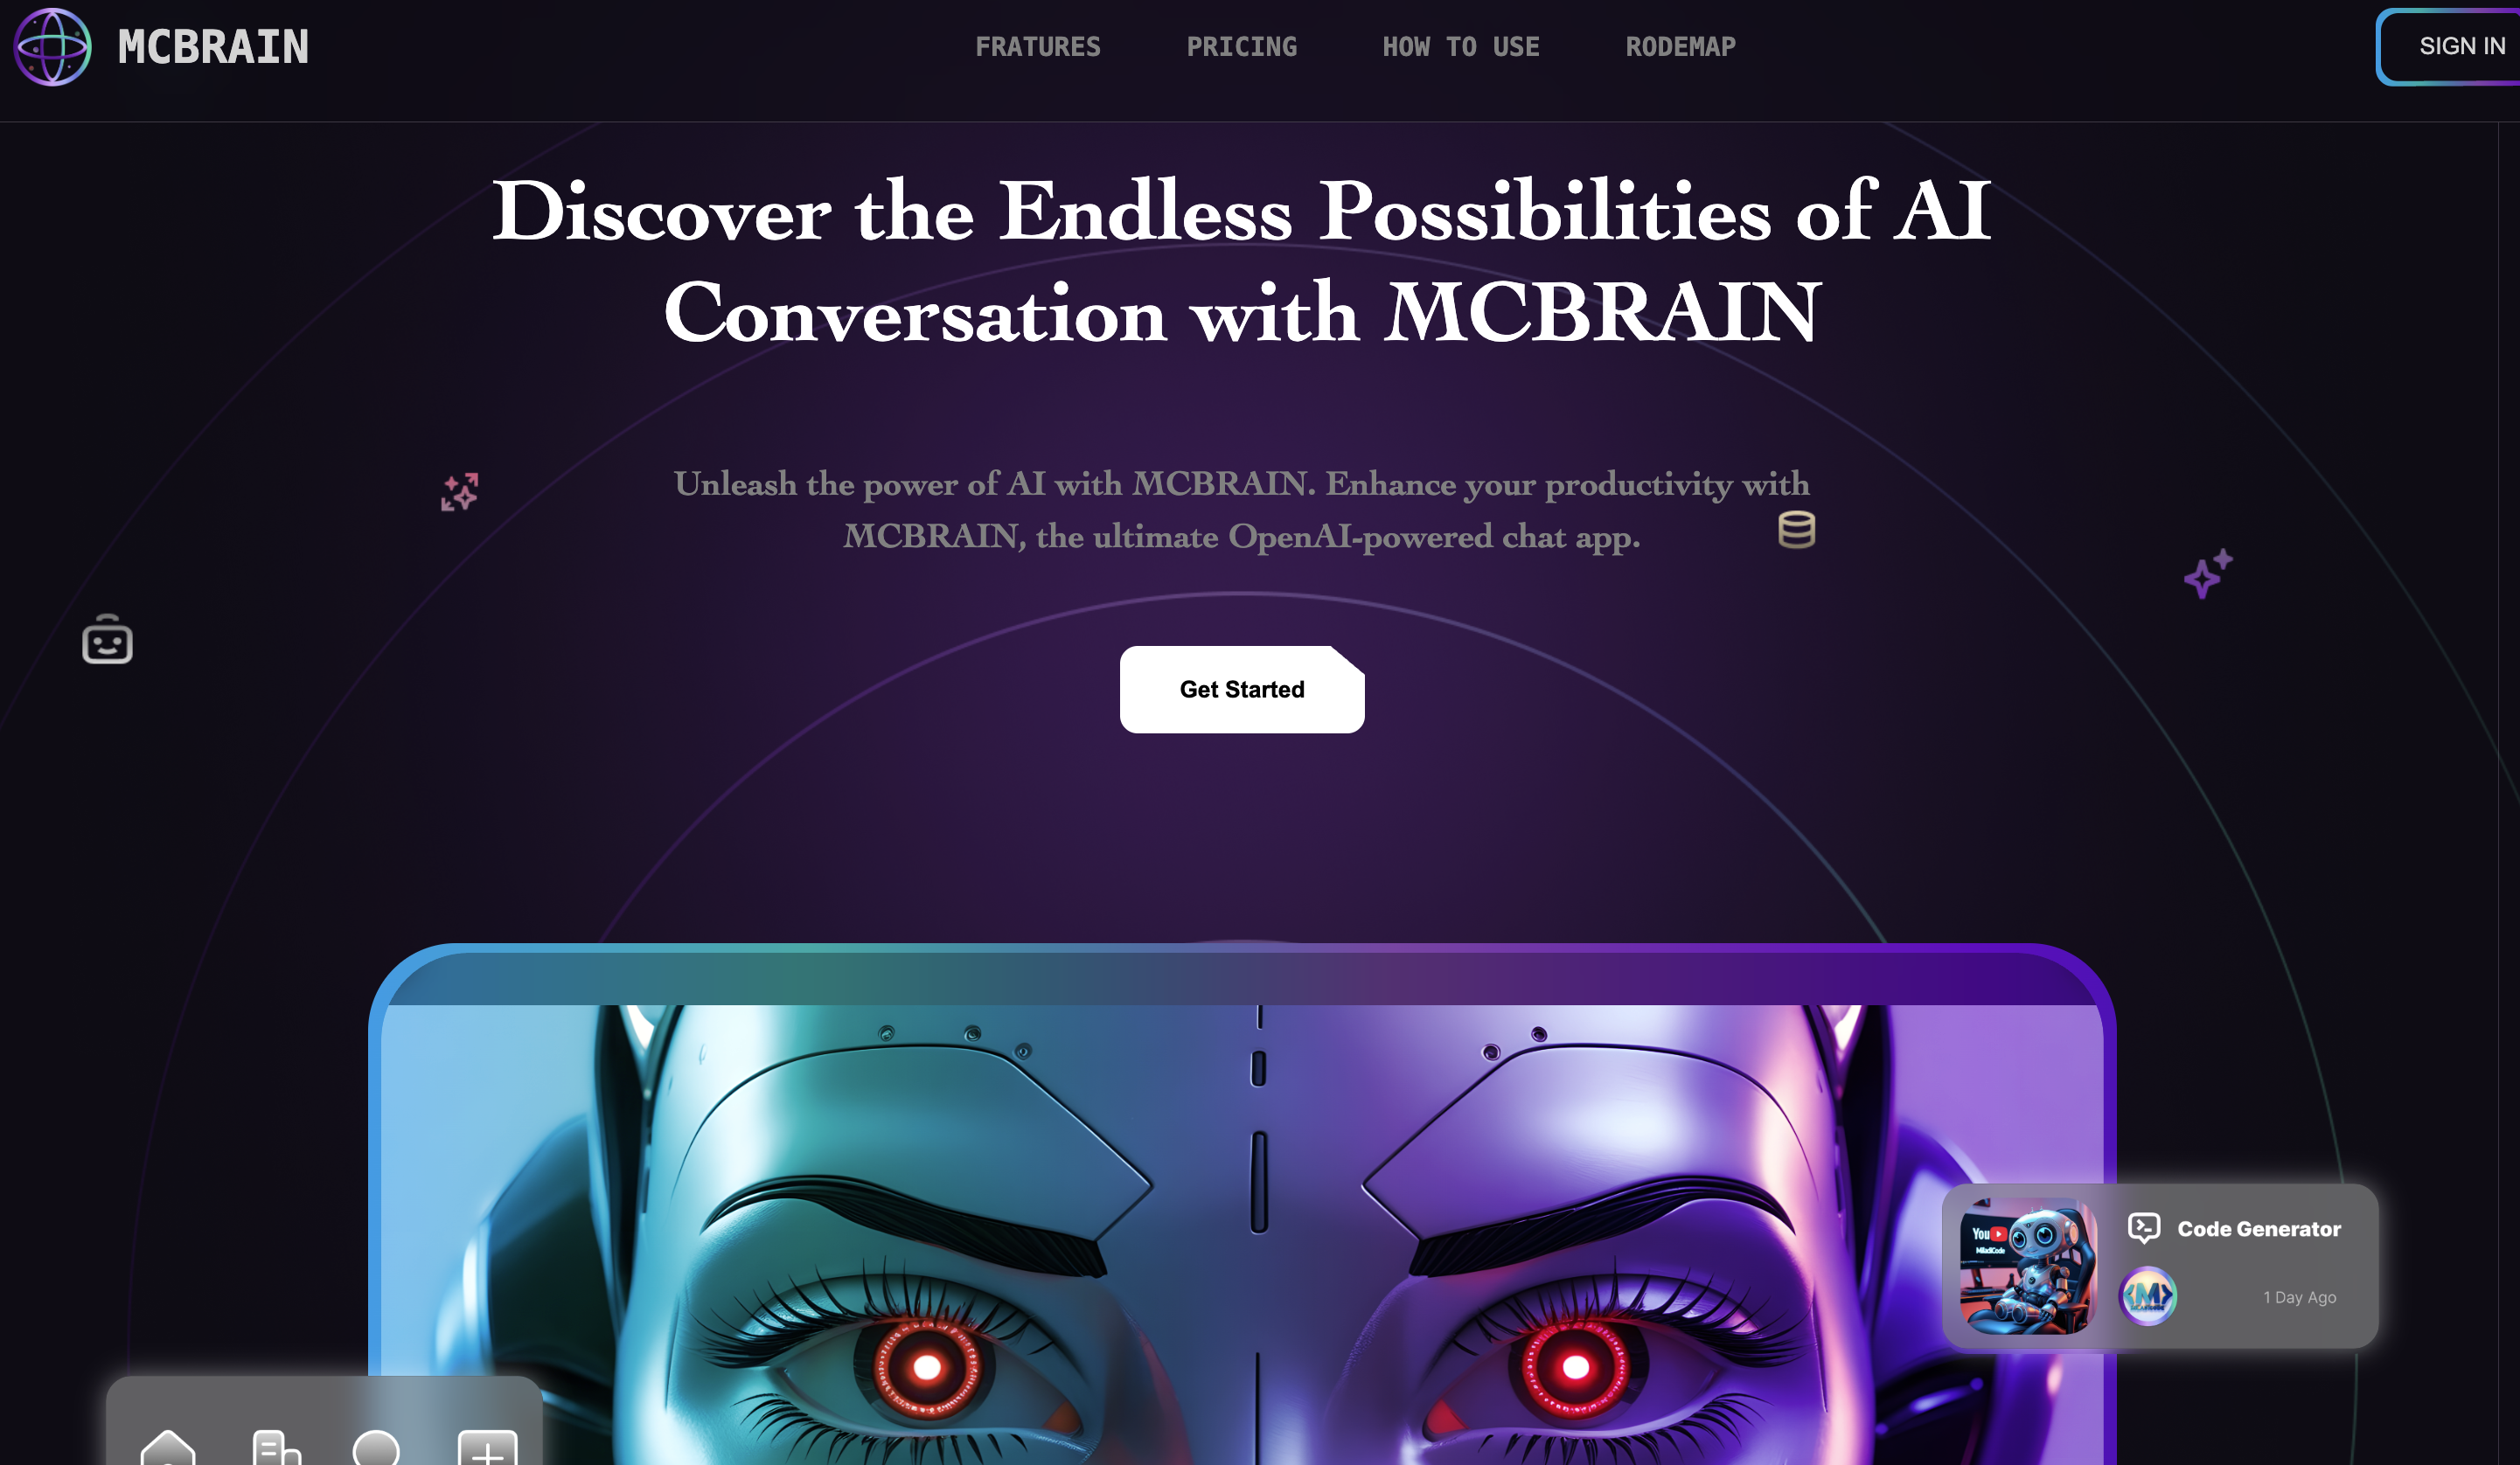 MCBRAIN
FRATURES
PRICING
HOW TO USE
RODEMAP
SIGN IN
Discover the Endless Possibilities of AI
Conversation with MCBRAIN
Unleash the power of AI with MCBRAIN. Enhance your productivity with
MCBRAIN, the ultimate OpenAI-powered chat app.
Get Started
You
MiladiCode
Code Generator
<M>
1 Day Ago